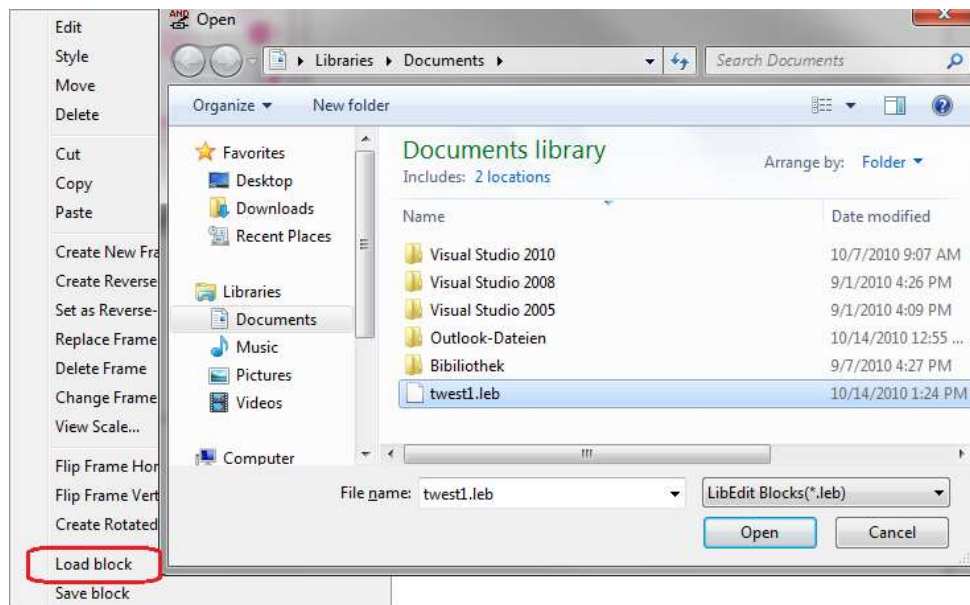 Edit
Style
Move
Delete
Cut
Copy
Paste
Create New Fra
Create Reverse
Set as Reverse-
Replace Frame
Delete Frame
Change Frame
View Scale...
Flip Frame Hor
Flip Frame Vert
Create Rotated
Load block
Save block
AND Open
Libraries Documents
Search Documents
Organize New folder
Favorites
Desktop
Downloads
Recent Places
Libraries
Documents
Music
Pictures
Videos
Computer
Documents library
Includes: 2 locations
Arrange by: Folder
Name Date modified
Visual Studio 2010 10/7/2010 9:07 AM
Visual Studio 2008 9/1/2010 4:26 PM
Visual Studio 2005 9/1/2010 4:09 PM
Outlook-Dateien 10/14/2010 12:55 ...
Bibiliothek 9/7/2010 4:27 PM
twest1.leb 10/14/2010 1:24 PM
File name: twest1.leb LibEdit Blocks(*.leb)
Open Cancel